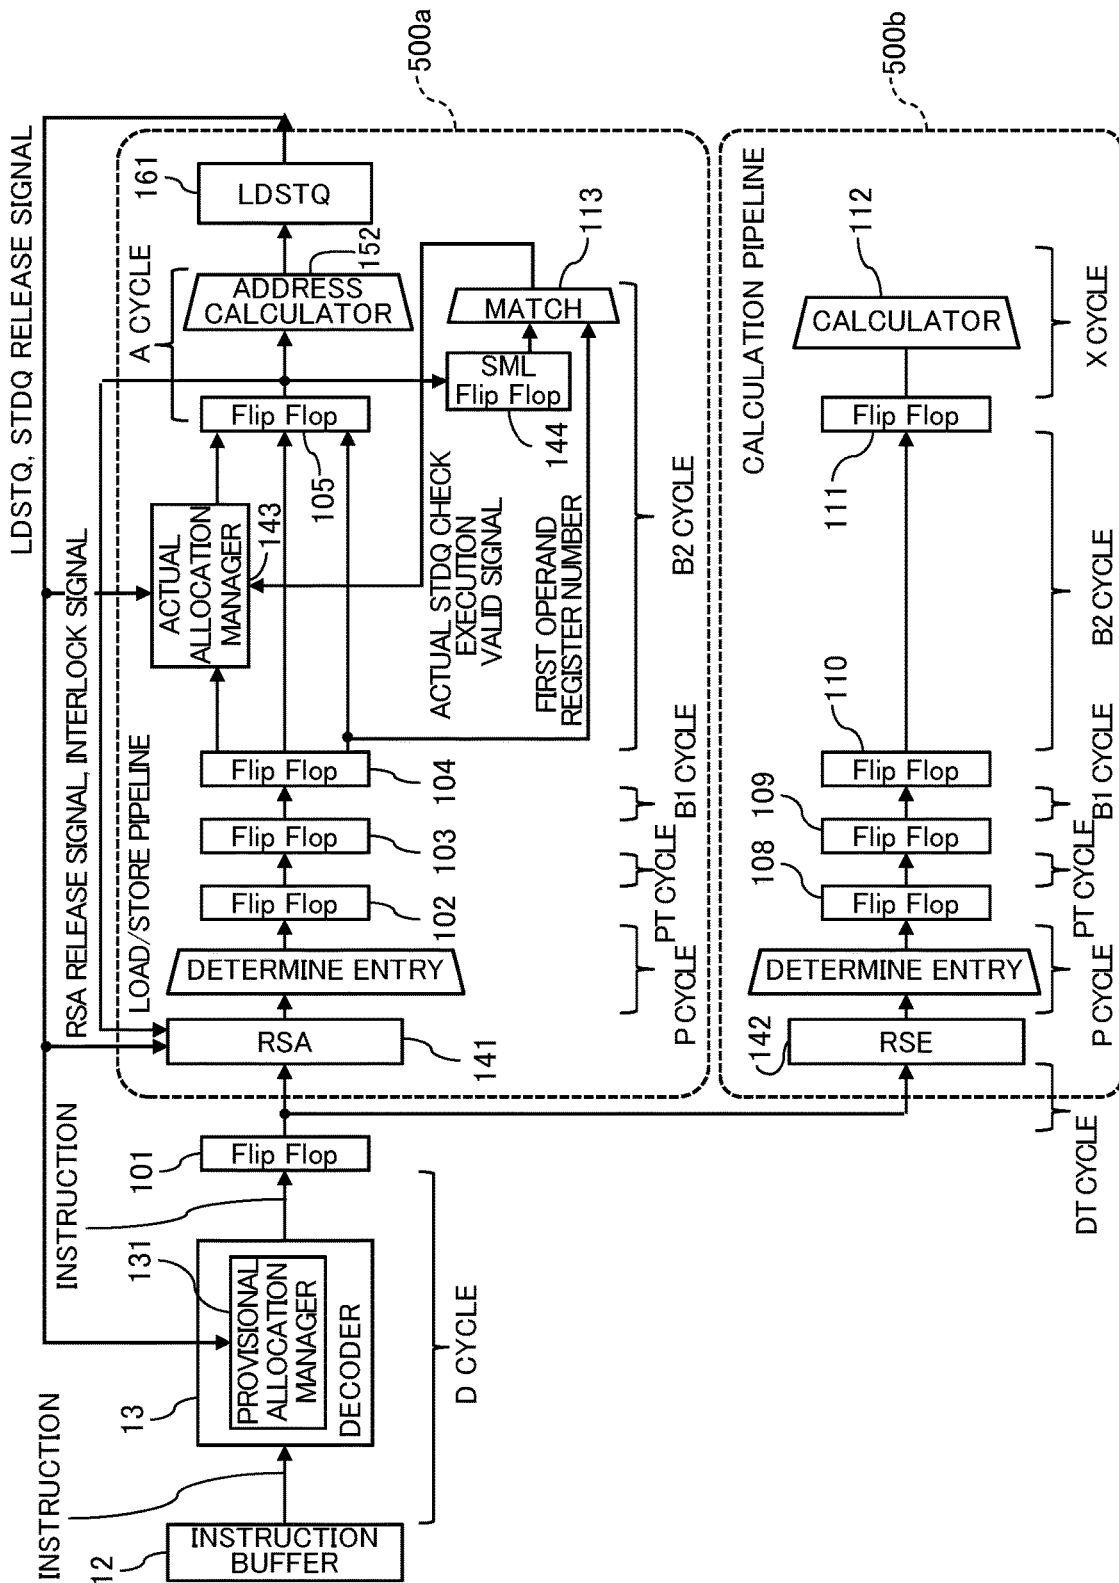 LDSTQ, STDQ RELEASE SIGNAL
RSA RELEASE SIGNAL, INTERLOCK SIGNAL
INSTRUCTION
INSTRUCTION
12
INSTRUCTION
BUFFER
13
131
PROVISIONAL
ALLOCATION
MANAGER
DECODER
D CYCLE
101
Flip Flop
DT CYCLE
500a
LOAD/STORE PIPELINE
RSA
141
DETERMINE ENTRY
P CYCLE
Flip Flop
102
PT CYCLE
Flip Flop
103
B1 CYCLE
Flip Flop
104
ACTUAL
ALLOCATION
MANAGER
143
ACTUAL STDQ CHECK
EXECUTION
VALID SIGNAL
FIRST OPERAND
REGISTER NUMBER
B2 CYCLE
Flip Flop
105
A CYCLE
ADDRESS
CALCULATOR
152
SML
Flip Flop
144
MATCH
113
161
LDSTQ
500b
CALCULATION PIPELINE
142
RSE
DETERMINE ENTRY
P CYCLE
108
Flip Flop
PT CYCLE
109
Flip Flop
B1 CYCLE
110
Flip Flop
B2 CYCLE
111
Flip Flop
CALCULATOR
112
X CYCLE